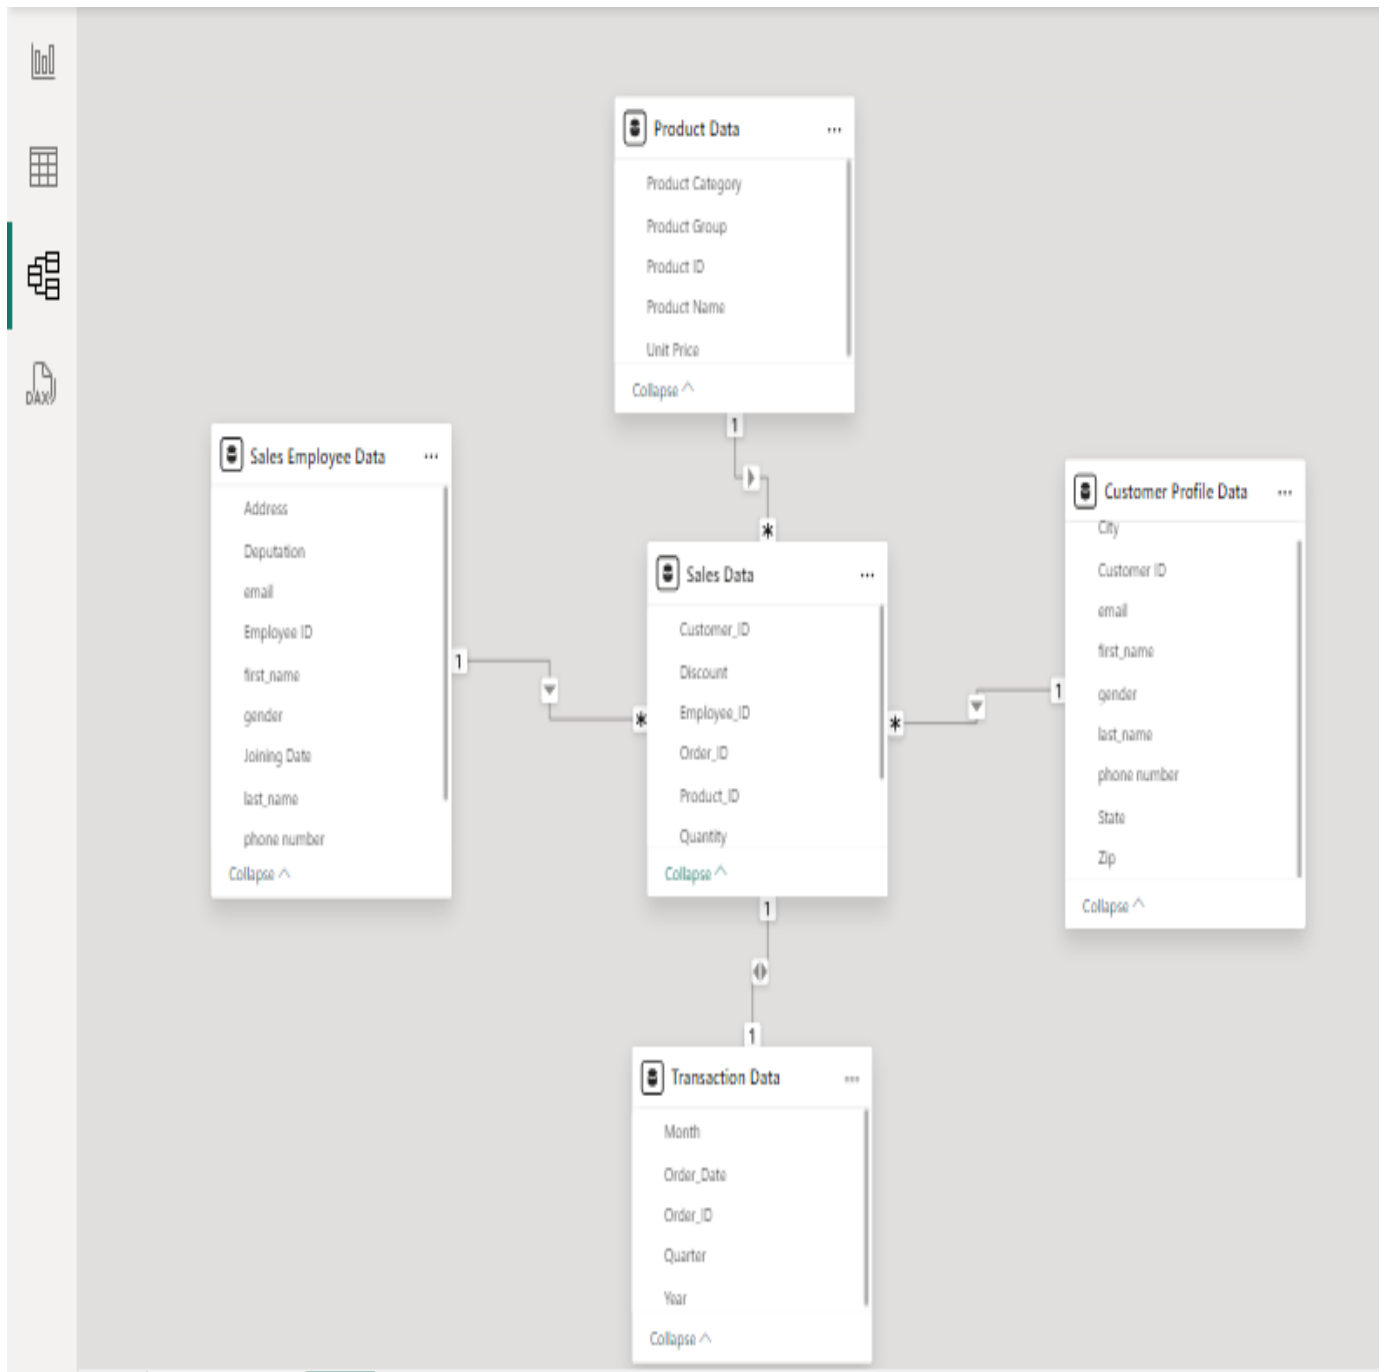 DAX
Product Data
Product Category
Product Group
Product ID
Product Name
Unit Price
Collapse
1
*
Sales Employee Data
Address
Deputation
email
Employee ID
first_name
gender
Joining Date
last_name
phone number
Collapse
1
*
Sales Data
Customer_ID
Discount
Employee_ID
Order_ID
Product_ID
Quantity
Collapse
*
1
Customer Profile Data
City
Customer ID
email
first_name
gender
last_name
phone number
State
Zip
Collapse
1
1
Transaction Data
Month
Order_Date
Order_ID
Quarter
Year
Collapse